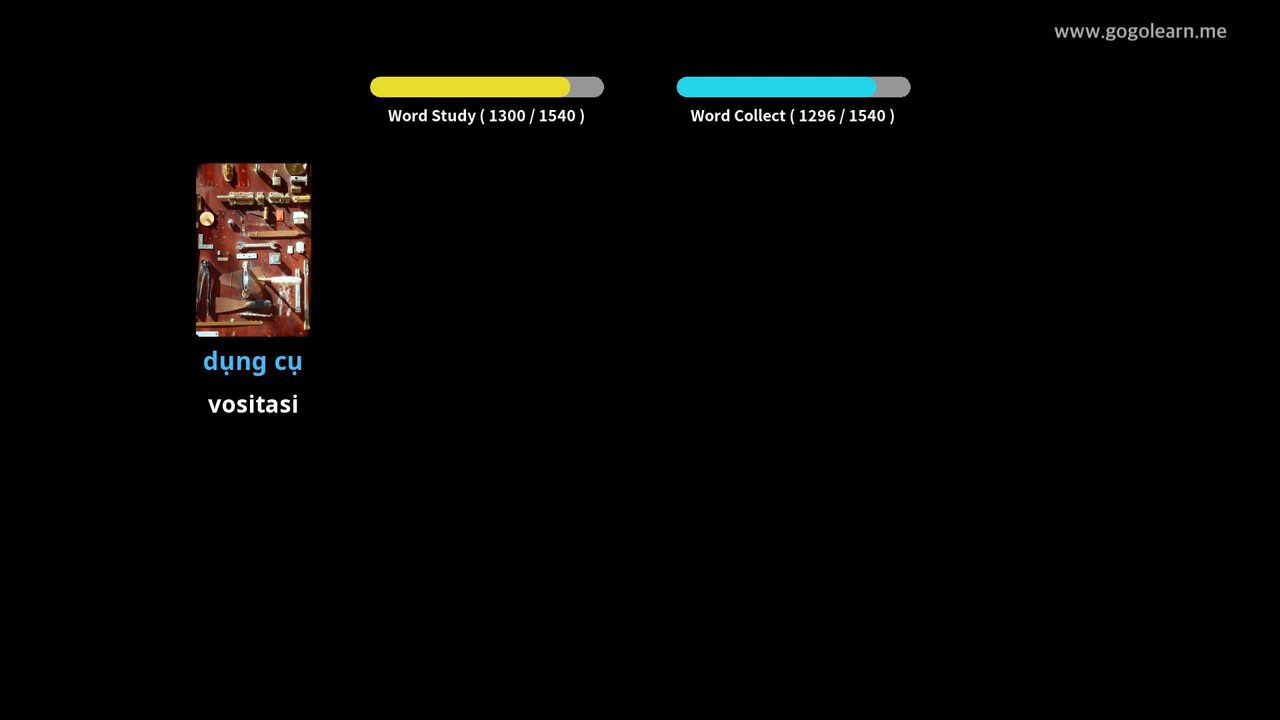 www.gogolearn.me
Word Study ( 1300 / 1540 )
Word Collect ( 1296 / 1540 )
dụng cụ
vositasi